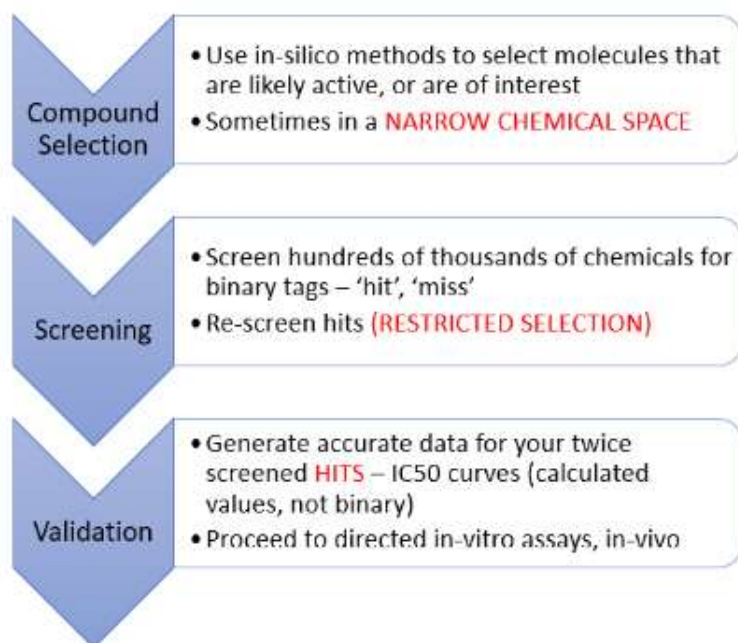 Compound
Selection
• Use in-silico methods to select molecules that
are likely active, or are of interest
• Sometimes in a NARROW CHEMICAL SPACE
Screening
• Screen hundreds of thousands of chemicals for
binary tags – ‘hit’, ‘miss’
• Re-screen hits (RESTRICTED SELECTION)
Validation
• Generate accurate data for your twice
screened HITS – IC50 curves (calculated
values, not binary)
• Proceed to directed in-vitro assays, in-vivo